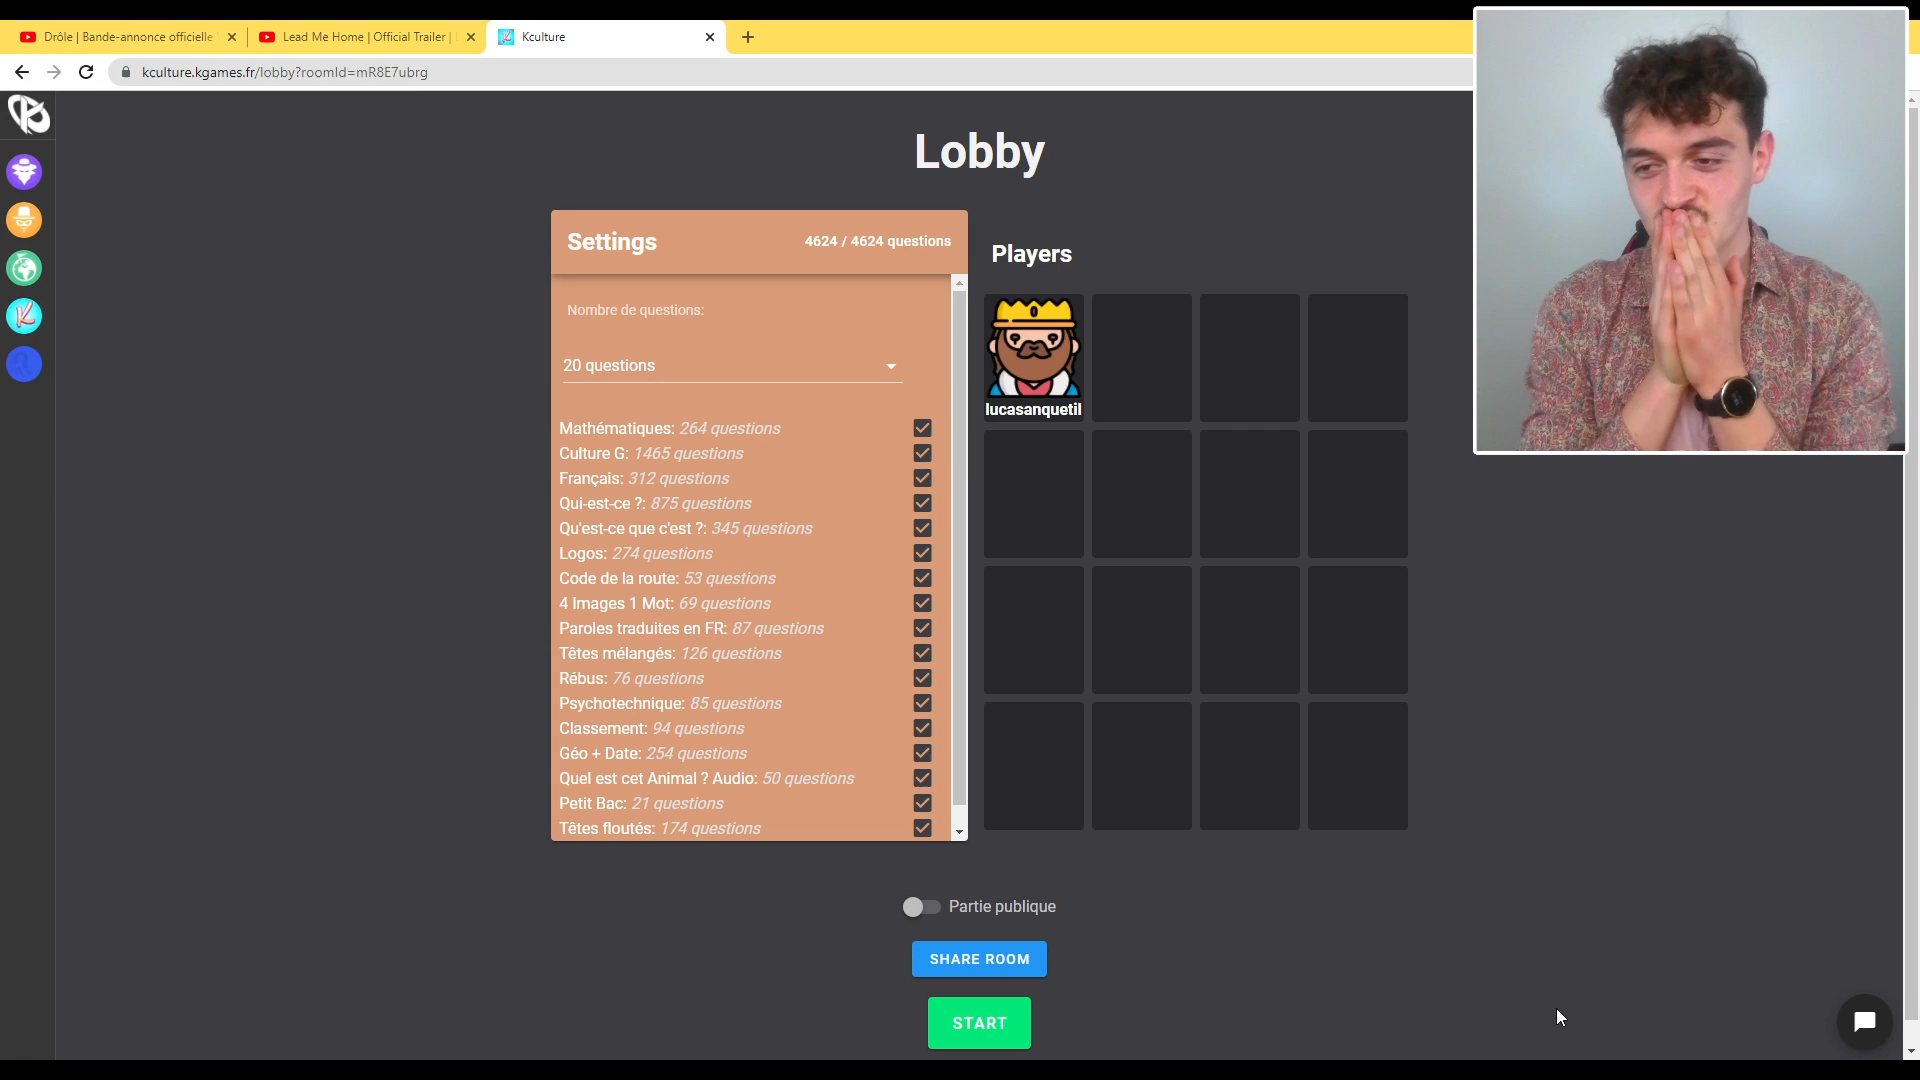 Drôle | Bande-annonce officielle
Lead Me Home | Official Trailer |
Kculture
kculture.kgames.fr/lobby?roomId=mR8E7ubrg
Lobby
Settings
4624 / 4624 questions
Players
Nombre de questions:
20 questions
lucasanquetil
Mathématiques: 264 questions
Culture G: 1465 questions
Français: 312 questions
Qui-est-ce ?: 875 questions
Qu'est-ce que c'est ?: 345 questions
Logos: 274 questions
Code de la route: 53 questions
4 Images 1 Mot: 69 questions
Paroles traduites en FR: 87 questions
Têtes mélangés: 126 questions
Rébus: 76 questions
Psychotechnique: 85 questions
Classement: 94 questions
Géo + Date: 254 questions
Quel est cet Animal ? Audio: 50 questions
Petit Bac: 21 questions
Têtes floutés: 174 questions
Partie publique
SHARE ROOM
START